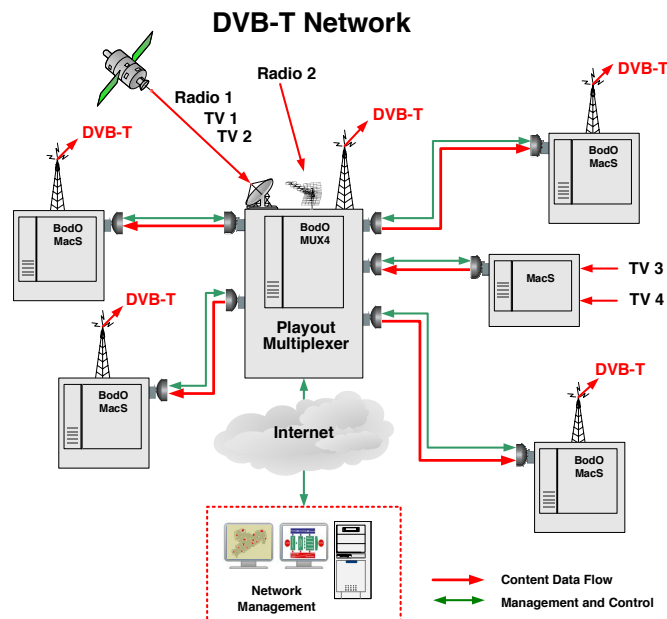 DVB-T Network
Radio 2
Radio 1
TV 1
TV 2
DVB-T
DVB-T
DVB-T
BodO
MacS
BodO
MacS
BodO
MUX4
Playout
Multiplexer
MacS
TV 3
TV 4
DVB-T
BodO
MacS
DVB-T
BodO
MacS
Internet
Network
Management
Content Data Flow
Management and Control